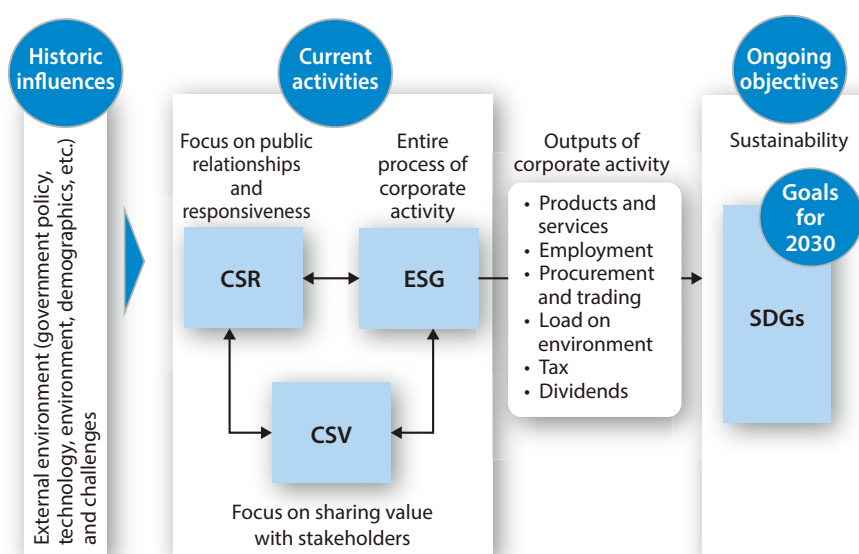 Historic
influences
External environment (government policy,
technology, environment, demographics, etc)
and challenges
Current
activities
Focus on public
relationships
and
responsiveness
Entire
process of
corporate
activity
CSR
ESG
CSV
Focus on sharing value
with stakeholders
Outputs of
corporate activity
• Products and
services
• Employment
• Procurement
and trading
• Load on
environment
• Tax
• Dividends
Ongoing
objectives
Sustainability
Goals
for
2030
SDGs